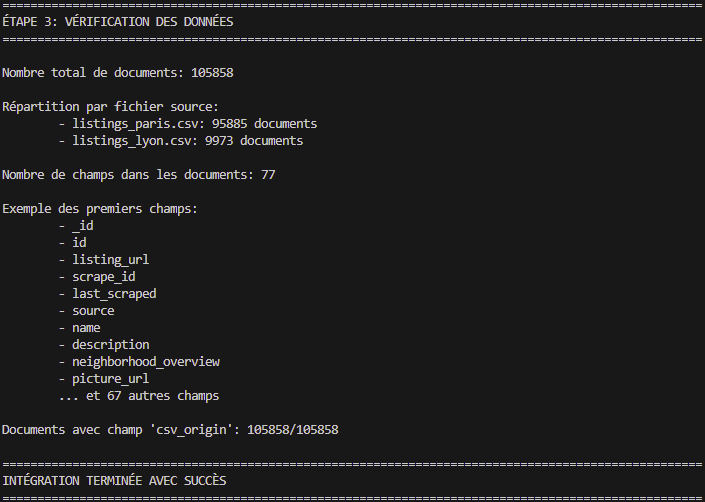 ====================================================================================================
ÉTAPE 3: VÉRIFICATION DES DONNÉES
====================================================================================================
Nombre total de documents: 105858
Répartition par fichier source:
- listings_paris.csv: 95885 documents
- listings_lyon.csv: 9973 documents
Nombre de champs dans les documents: 77
Exemple des premiers champs:
- _id
- id
- listing_url
- scrape_id
- last_scraped
- source
- name
- description
- neighborhood_overview
- picture_url
... et 67 autres champs
Documents avec champ 'csv_origin': 105858/105858
====================================================================================================
INTÉGRATION TERMINÉE AVEC SUCCÈS
====================================================================================================